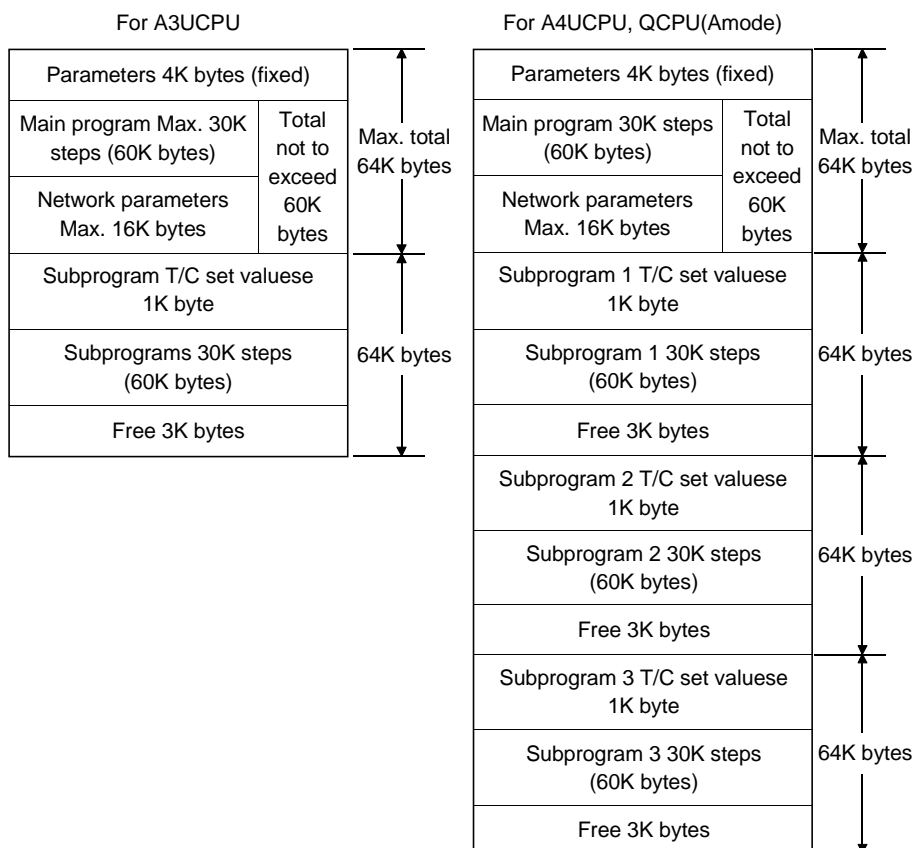 For A3UCPU
Parameters 4K bytes (fixed)
Main program Max. 30K
steps (60K bytes)
Total
not to
exceed
60K
bytes
Network parameters
Max. 16K bytes
Max. total
64K bytes
Subprogram T/C set valuese
1K byte
Subprograms 30K steps
(60K bytes)
Free 3K bytes
64K bytes
For A4UCPU, QCPU(Amode)
Parameters 4K bytes (fixed)
Main program 30K steps
(60K bytes)
Total
not to
exceed
60K
bytes
Network parameters
Max. 16K bytes
Max. total
64K bytes
Subprogram 1 T/C set valuese
1K byte
Subprogram 1 30K steps
(60K bytes)
Free 3K bytes
64K bytes
Subprogram 2 T/C set valuese
1K byte
Subprogram 2 30K steps
(60K bytes)
Free 3K bytes
64K bytes
Subprogram 3 T/C set valuese
1K byte
Subprogram 3 30K steps
(60K bytes)
Free 3K bytes
64K bytes